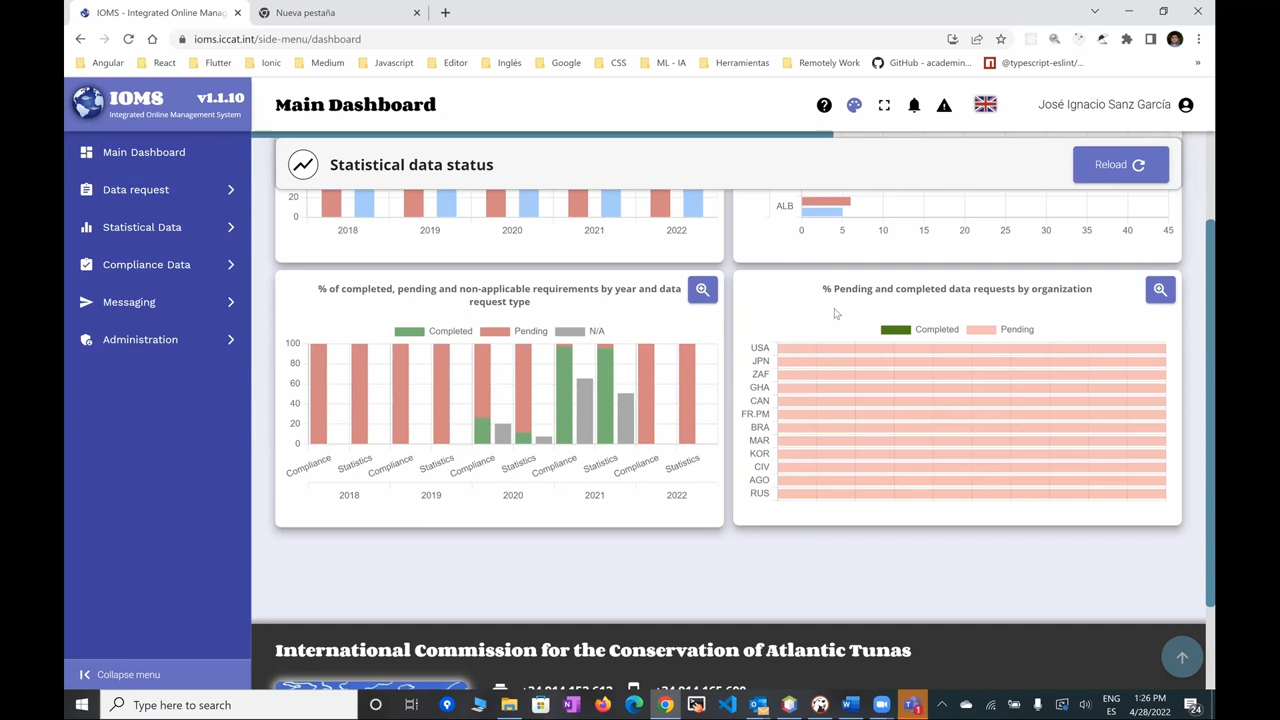 IOMS - Integrated Online Manag
Nueva pestaña
ioms.iccat.int/side-menu/dashboard
Angular React Flutter Ionic Medium Javascript Editor Inglés Google CSS ML - IA Herramientas Remotely Work GitHub - academin... @typescript-eslint/... »
IOMS v1.1.10
Integrated Online Management System
Main Dashboard
José Ignacio Sanz García
Main Dashboard
Data request
Statistical Data
Compliance Data
Messaging
Administration
Collapse menu
Statistical data status
Reload
20
0
2018 2019 2020 2021 2022
ALB
0 5 10 15 20 25 30 35 40 45
% of completed, pending and non-applicable requirements by year and data
request type
Completed Pending N/A
100
80
60
40
20
0
Compliance Statistics Compliance Statistics Compliance Statistics Compliance Statistics Compliance Statistics
2018 2019 2020 2021 2022
% Pending and completed data requests by organization
Completed Pending
USA
JPN
ZAF
GHA
CAN
FR.PM
BRA
MAR
KOR
CIV
AGO
RUS
International Commission for the Conservation of Atlantic Tunas
Type here to search
ENG
ES
1:26 PM
4/28/2022
24